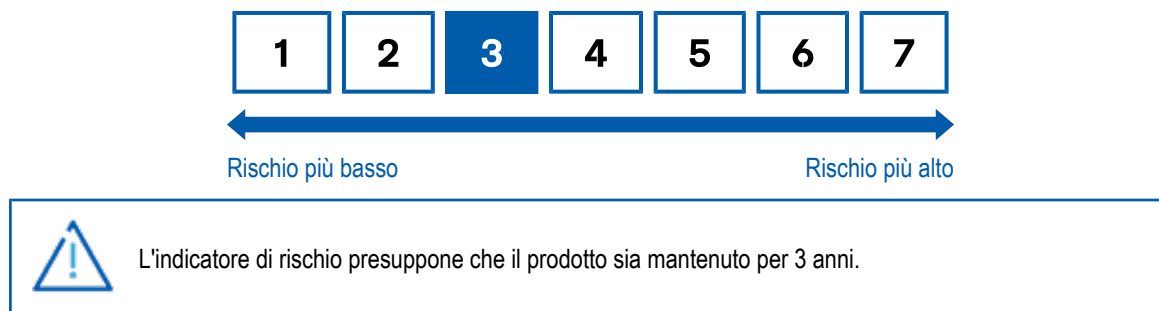 1 2 3 4 5 6 7
Rischio più basso Rischio più alto
L'indicatore di rischio presuppone che il prodotto sia mantenuto per 3 anni.